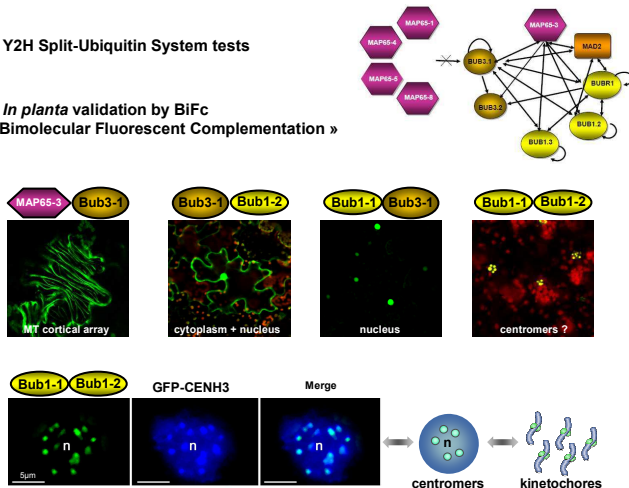 Y2H Split-Ubiquitin System tests
MAP65-1
MAP65-3
MAP65-4
MAD2
BUB3.1
MAP65-5
BUBR1
MAP65-8
BUB3.2
BUB1.2
BUB1.3
In planta validation by BiFc
Bimolecular Fluorescent Complementation »
MAP65-3 Bub3-1
Bub3-1 Bub1-2
Bub1-1 Bub3-1
Bub1-1 Bub1-2
MT cortical array
cytoplasm + nucleus
nucleus
centromers ?
Bub1-1 Bub1-2
GFP-CENH3
Merge
n
n
n
n
5µm
centromers
kinetochores